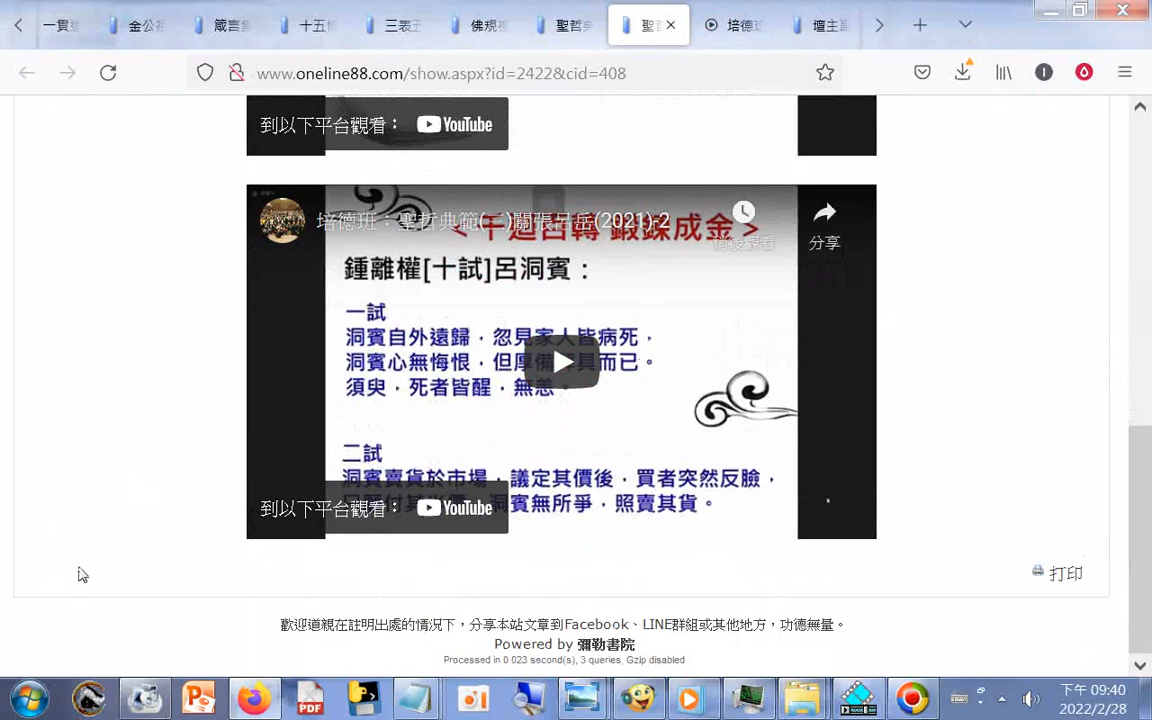 一貫道
金公祖
箴言集
十五
三表
佛規
聖哲典
聖
培德班
壇主
www.oneline88.com/show.aspx?id=2422&cid=408
到以下平台觀看： YouTube
培德班：聖哲典範(二)關張呂岳(2021)-2
稍後觀看
分享
<千迴百轉 鍛鍊成金>
鍾離權[十試]呂洞賓：
一試
洞賓自外遠歸，忽見家人皆病死，
洞賓心無悔恨，但厚備 具而已。
須臾，死者皆醒，無恙。
二試
洞賓賣貨於市場，議定其價後，買者突然反臉，
洞賓無所爭，照賣其貨。
到以下平台觀看： YouTube
打印
歡迎道親在註明出處的情況下，分享本站文章到Facebook、LINE群組或其他地方，功德無量。
Powered by 彌勒書院
Processed in 0 023 second(s), 3 queries, Gzip disabled
PDF
下午 09:40
2022/2/28